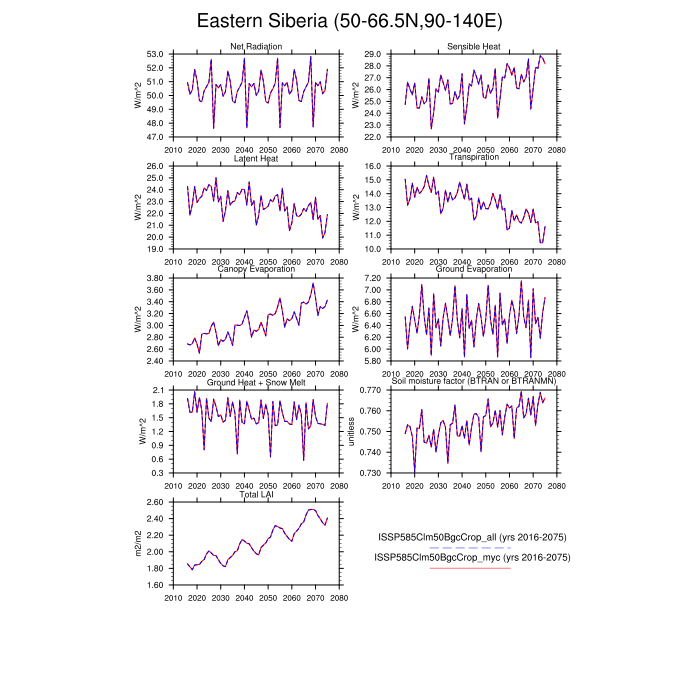 Eastern Siberia (50-66.5N,90-140E)
Net Radiation
W/m^2
53.0
52.0
51.0
50.0
49.0
48.0
47.0
2010 2020 2030 2040 2050 2060 2070 2080
Sensible Heat
W/m^2
29.0
28.0
27.0
26.0
25.0
24.0
23.0
22.0
2010 2020 2030 2040 2050 2060 2070 2080
Latent Heat
W/m^2
26.0
25.0
24.0
23.0
22.0
21.0
20.0
19.0
2010 2020 2030 2040 2050 2060 2070 2080
Transpiration
W/m^2
16.0
15.0
14.0
13.0
12.0
11.0
10.0
2010 2020 2030 2040 2050 2060 2070 2080
Canopy Evaporation
W/m^2
3.80
3.60
3.40
3.20
3.00
2.80
2.60
2.40
2010 2020 2030 2040 2050 2060 2070 2080
Ground Evaporation
W/m^2
7.20
7.00
6.80
6.60
6.40
6.20
6.00
5.80
2010 2020 2030 2040 2050 2060 2070 2080
Ground Heat + Snow Melt
W/m^2
2.1
1.8
1.5
1.2
0.9
0.6
0.3
2010 2020 2030 2040 2050 2060 2070 2080
Soil moisture factor (BTRAN or BTRANMN)
unitless
0.770
0.760
0.750
0.740
0.730
2010 2020 2030 2040 2050 2060 2070 2080
Total LAI
m2/m2
2.60
2.40
2.20
2.00
1.80
1.60
2010 2020 2030 2040 2050 2060 2070 2080
ISSP585Clm50BgcCrop_all (yrs 2016-2075)
ISSP585Clm50BgcCrop_myc (yrs 2016-2075)